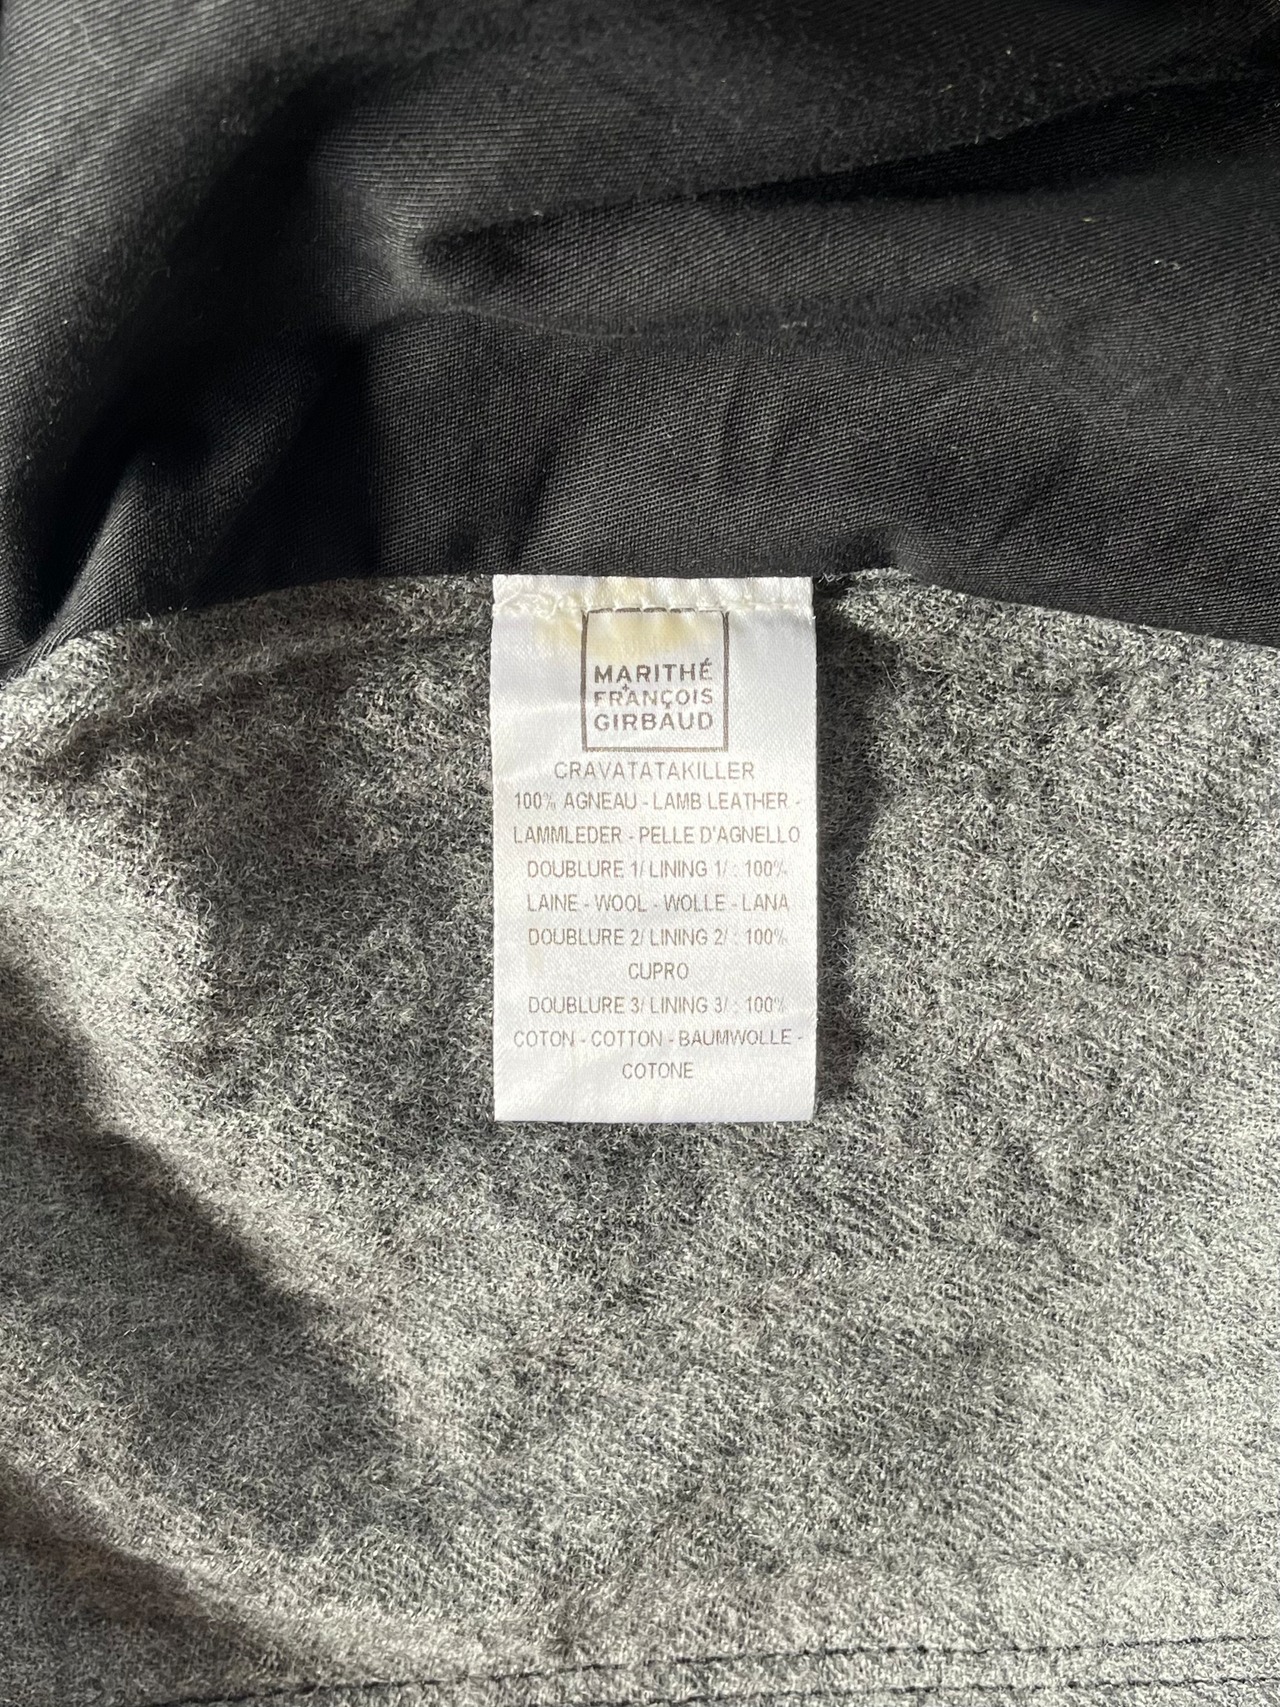 MARITHÉ
+
FRANÇOIS
GIRBAUD
CRAVATATAKILLER
100% AGNEAU - LAMB LEATHER -
LAMMLEDER - PELLE D'AGNELLO
DOUBLURE 1/ LINING 1/ : 100%
LAINE - WOOL - WOLLE - LANA
DOUBLURE 2/ LINING 2/ : 100%
CUPRO
DOUBLURE 3/ LINING 3/ : 100%
COTON - COTTON - BAUMWOLLE -
COTONE